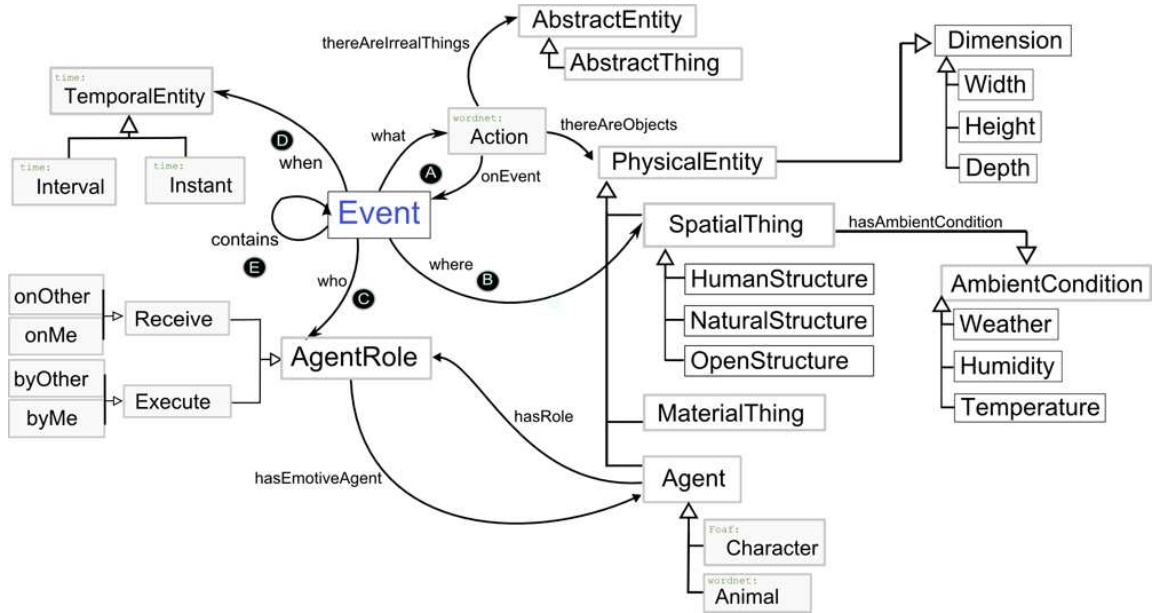 AbstractEntity
thereAreIrrealThings
AbstractThing
Dimension
Width
Height
Depth
time:
TemporalEntity
time:
Interval
time:
Instant
D
when
what
wordnet:
Action
thereAreObjects
PhysicalEntity
A
onEvent
Event
contains
E
who
C
where
B
SpatialThing
hasAmbientCondition
HumanStructure
NaturalStructure
OpenStructure
AmbientCondition
Weather
Humidity
Temperature
onOther
onMe
Receive
byOther
byMe
Execute
AgentRole
hasRole
MaterialThing
hasEmotiveAgent
Agent
Foaf:
Character
wordnet:
Animal